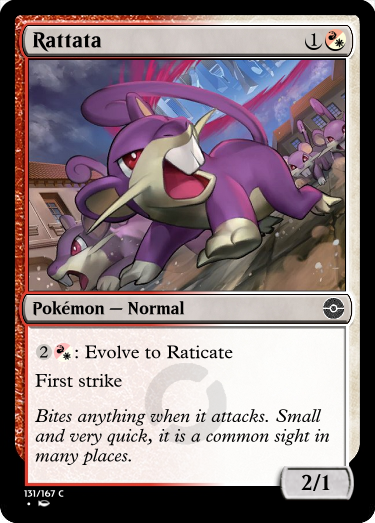 Rattata 1
Pokémon — Normal
2 : Evolve to Raticate
First strike
Bites anything when it attacks. Small
and very quick, it is a common sight in
many places.
2/1
131/167 C